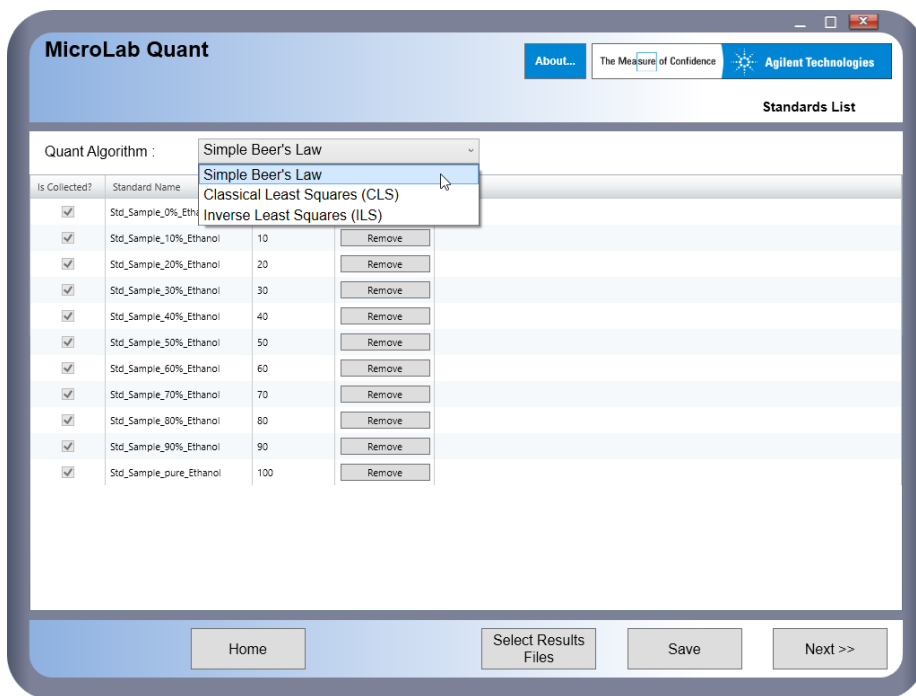 MicroLab Quant
About...
The Measure of Confidence
Agilent Technologies
Standards List
Quant Algorithm :
Simple Beer's Law
Simple Beer's Law
Classical Least Squares (CLS)
Inverse Least Squares (ILS)
Is Collected?
Standard Name
Std_Sample_0%_Etha
Std_Sample_10%_Ethanol 10 Remove
Std_Sample_20%_Ethanol 20 Remove
Std_Sample_30%_Ethanol 30 Remove
Std_Sample_40%_Ethanol 40 Remove
Std_Sample_50%_Ethanol 50 Remove
Std_Sample_60%_Ethanol 60 Remove
Std_Sample_70%_Ethanol 70 Remove
Std_Sample_80%_Ethanol 80 Remove
Std_Sample_90%_Ethanol 90 Remove
Std_Sample_pure_Ethanol 100 Remove
Home
Select Results
Files
Save
Next >>